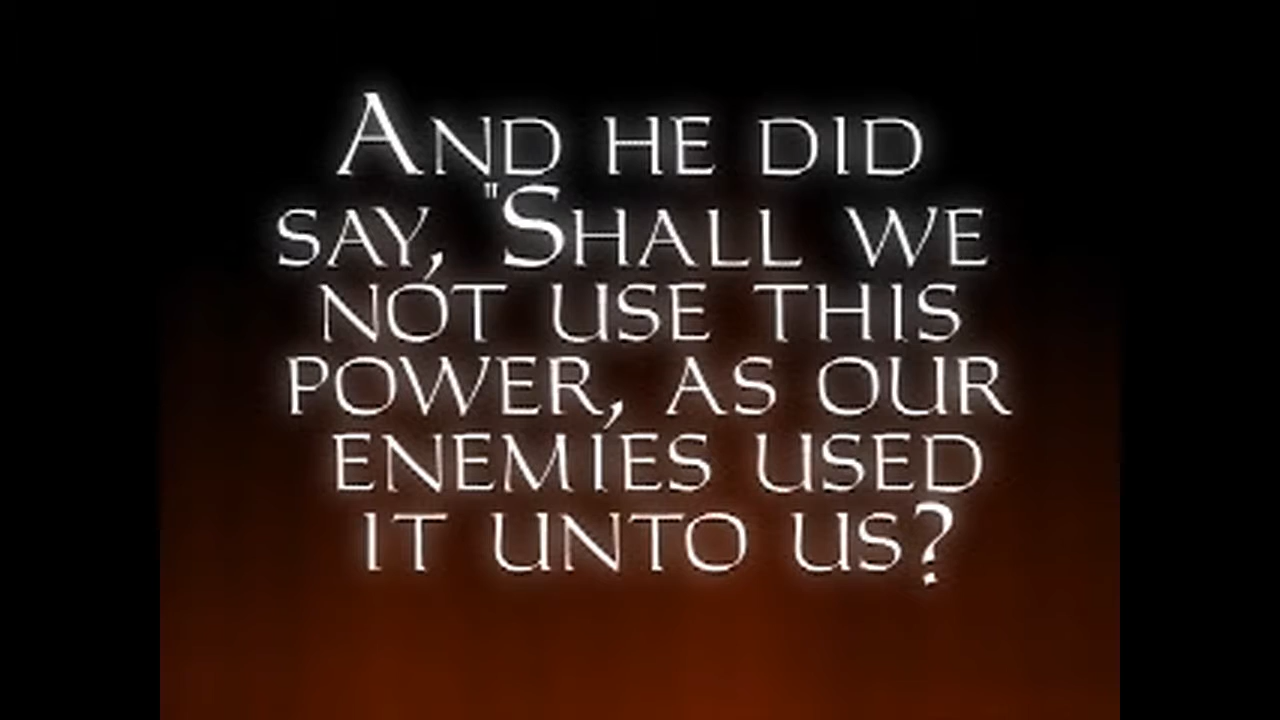 And he did
say, "Shall we
not use this
power, as our
enemies used
it unto us?